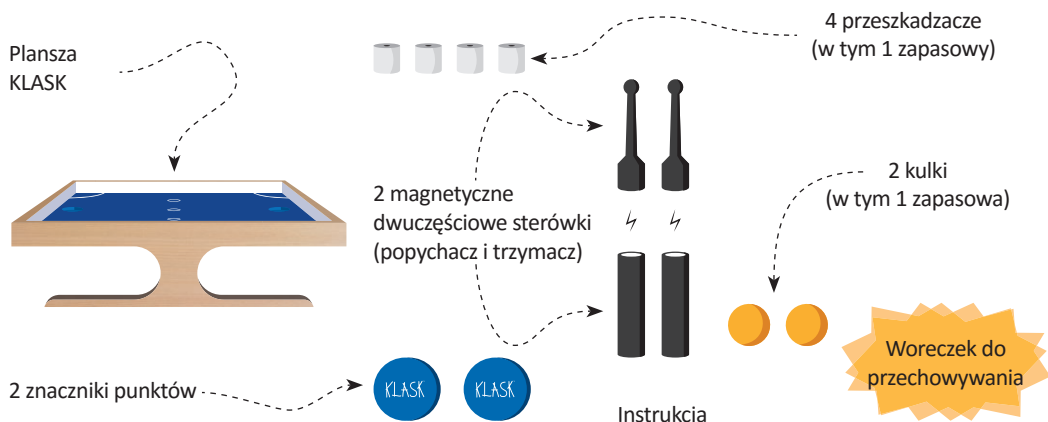 Plansza
KLASK
4 przeszkadzacze
(w tym 1 zapasowy)
2 magnetyczne
dwuczęściowe sterówki
(popychacz i trzymacz)
2 kulki
(w tym 1 zapasowa)
2 znaczniki punktów
KLASK
KLASK
Instrukcja
Woreczek do
przechowywania